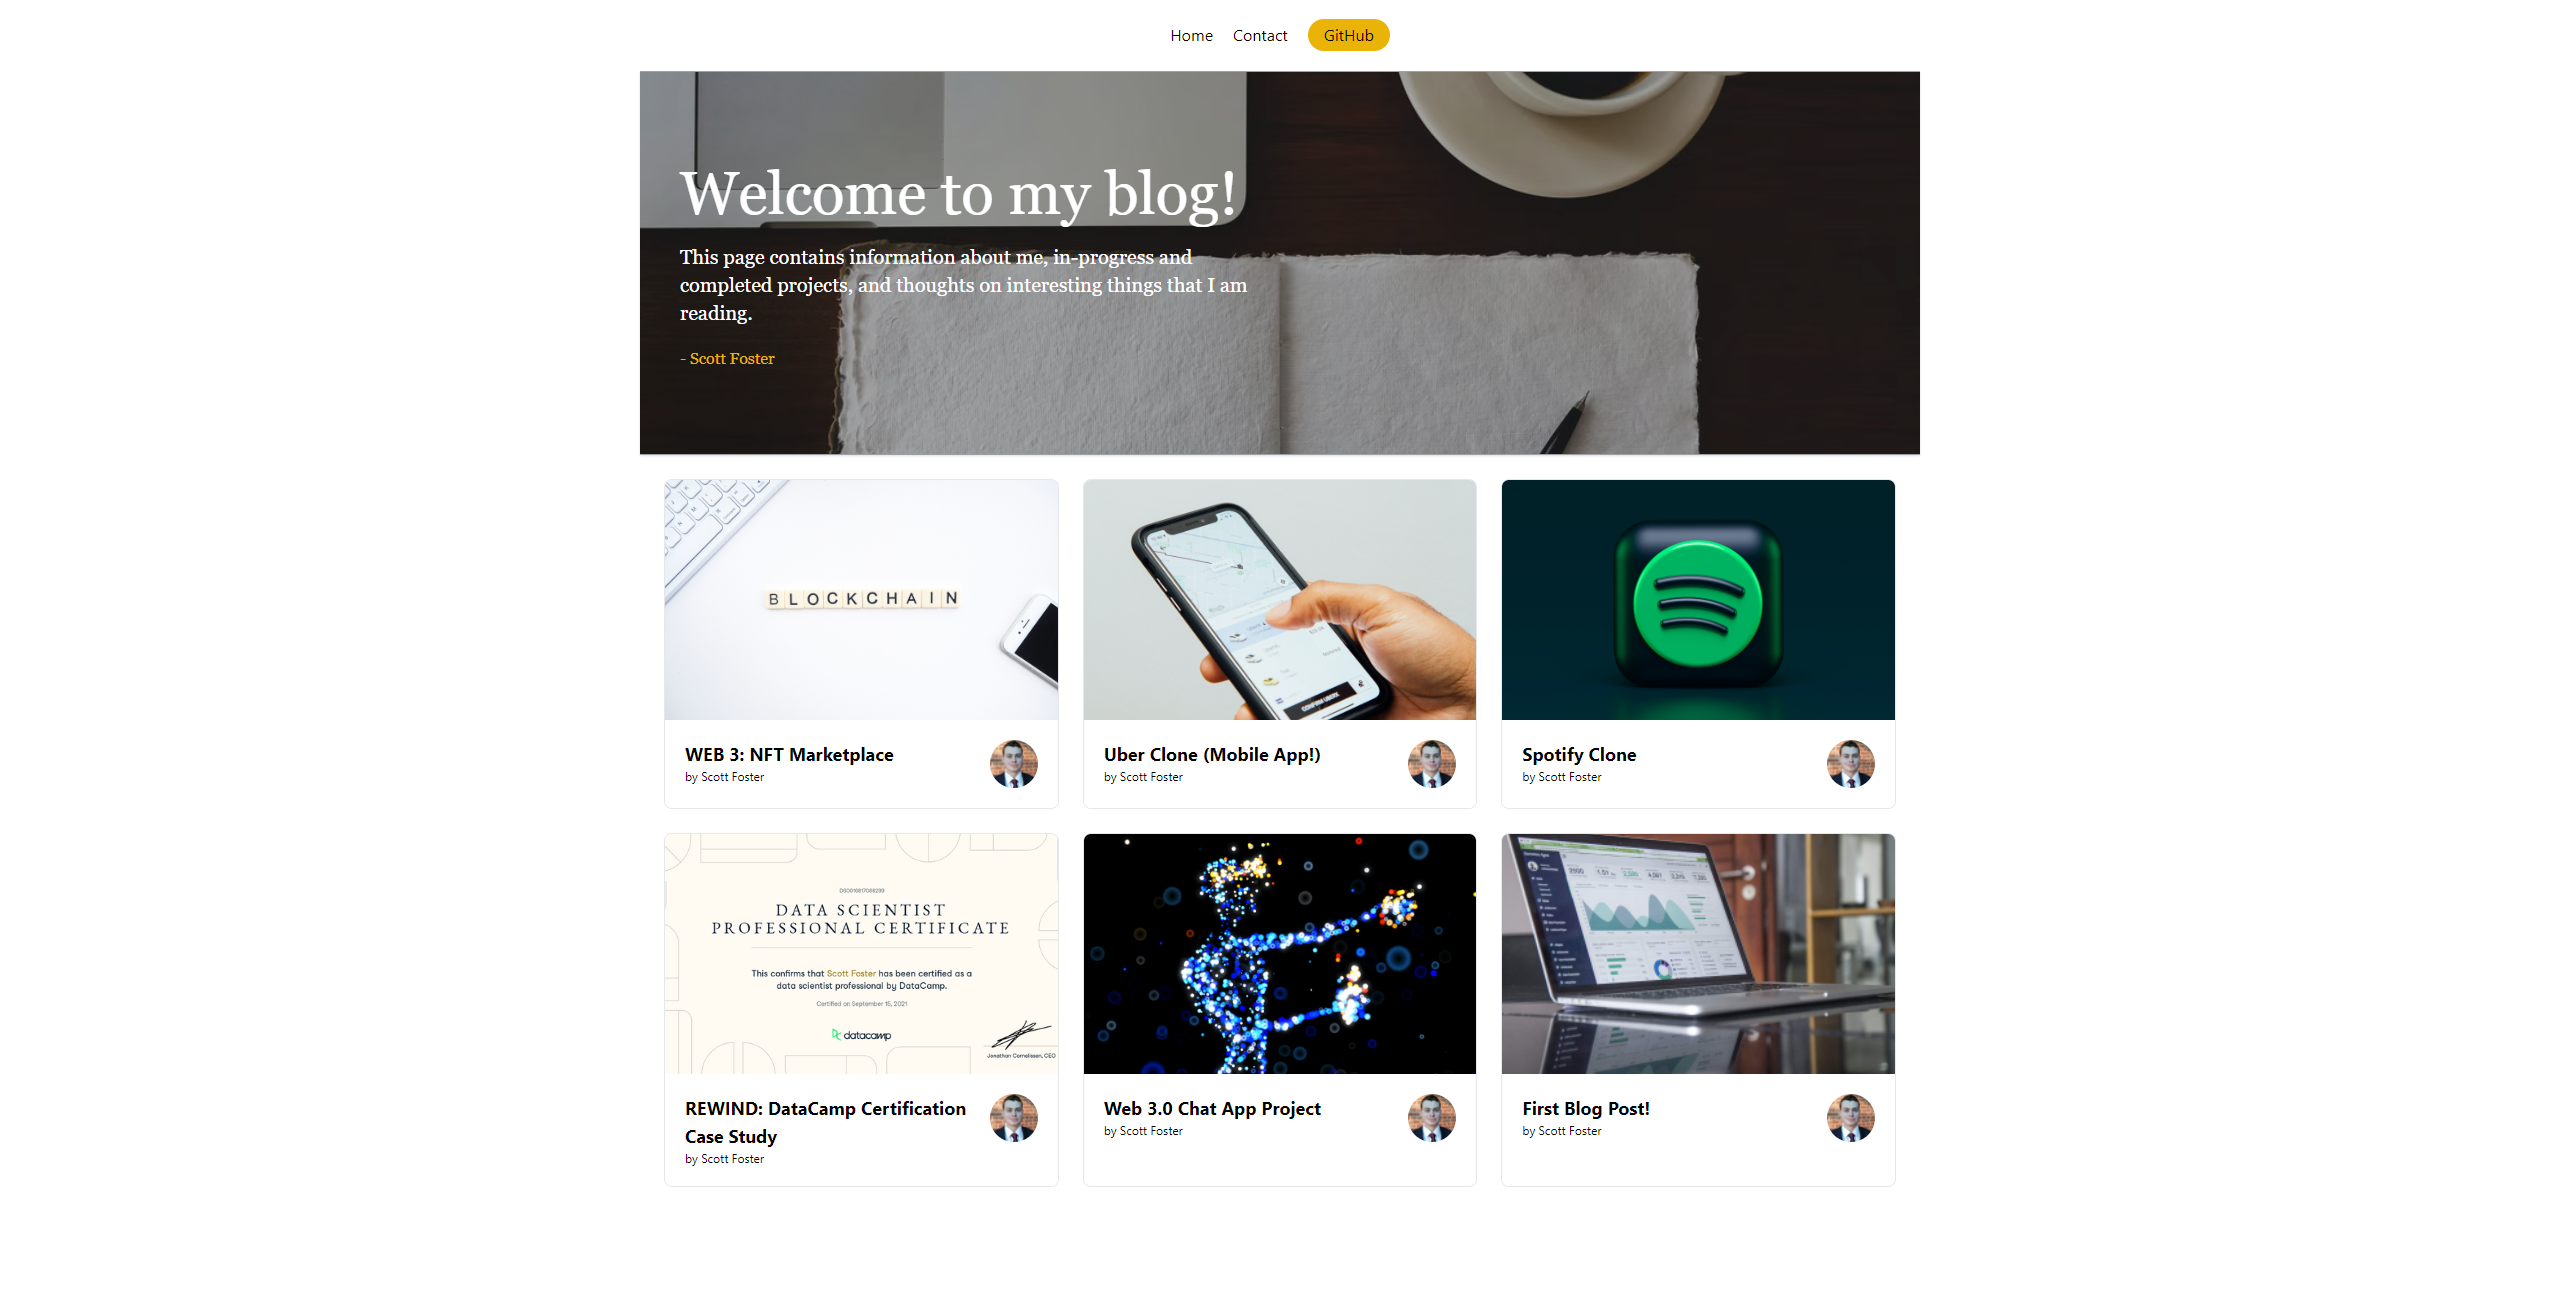 Home Contact GitHub
Welcome to my blog!
This page contains information about me, in-progress and
completed projects, and thoughts on interesting things that I am
reading.
- Scott Foster
BLOCKCHAIN
CONFIRM UBERX
WEB 3: NFT Marketplace
by Scott Foster
Uber Clone (Mobile App!)
by Scott Foster
Spotify Clone
by Scott Foster
DATA SCIENTIST
PROFESSIONAL CERTIFICATE
This confirms that Scott Foster has been certified as a
data scientist professional by DataCamp.
Certified on September 15, 2021
datacamp
Jonathan Cornelissen, CEO
REWIND: DataCamp Certification
Case Study
by Scott Foster
Web 3.0 Chat App Project
by Scott Foster
First Blog Post!
by Scott Foster